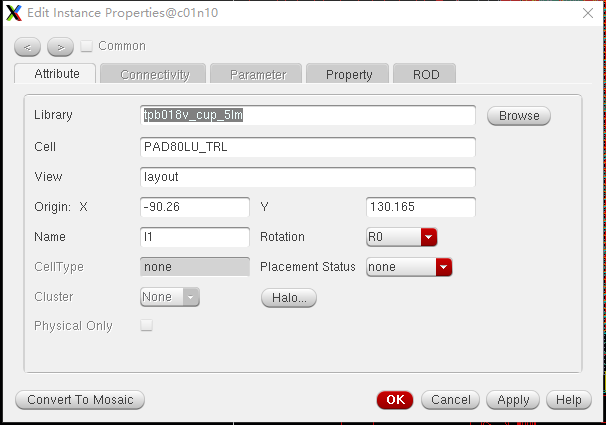 Edit Instance Properties@c01n10
< > Common
Attribute Connectivity Parameter Property ROD
Library tpb018v_cup_5lm Browse
Cell PAD80LU_TRL
View layout
Origin: X -90.26 Y 130.165
Name I1 Rotation R0
CellType none Placement Status none
Cluster None Halo...
Physical Only
Convert To Mosaic OK Cancel Apply Help